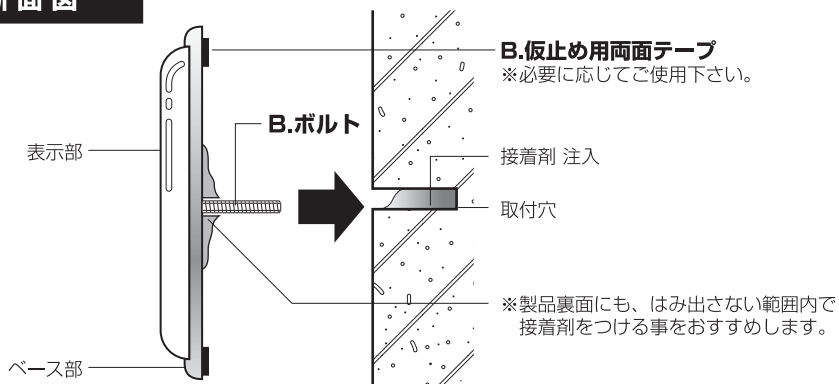 断面図
B.仮止め用両面テープ
※必要に応じてご使用下さい。
B.ボルト
表示部
接着剤 注入
取付穴
※製品裏面にも、はみ出さない範囲内で
接着剤をつける事をおすすめします。
ベース部